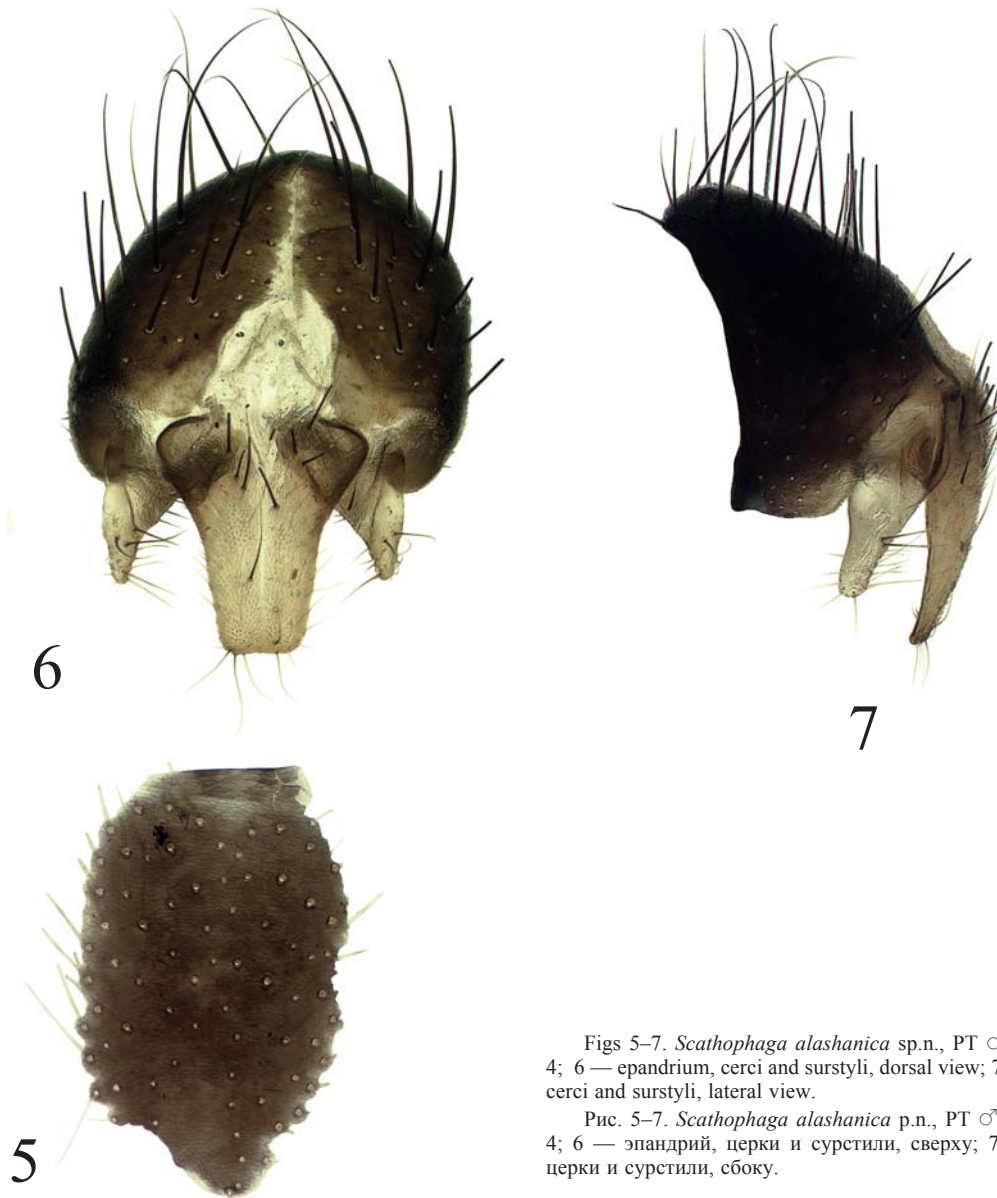 6
7
5
Figs 5–7. Scathophaga alashanica sp.n., PT
4; 6 — epandrium, cerci and surstyli, dorsal view; 7
cerci and surstyli, lateral view.
Рис. 5–7. Scathophaga alashanica p.n., PT ♂
4; 6 — эпандрий, церки и сурстили, сверху; 7
церки и сурстили, сбоку.